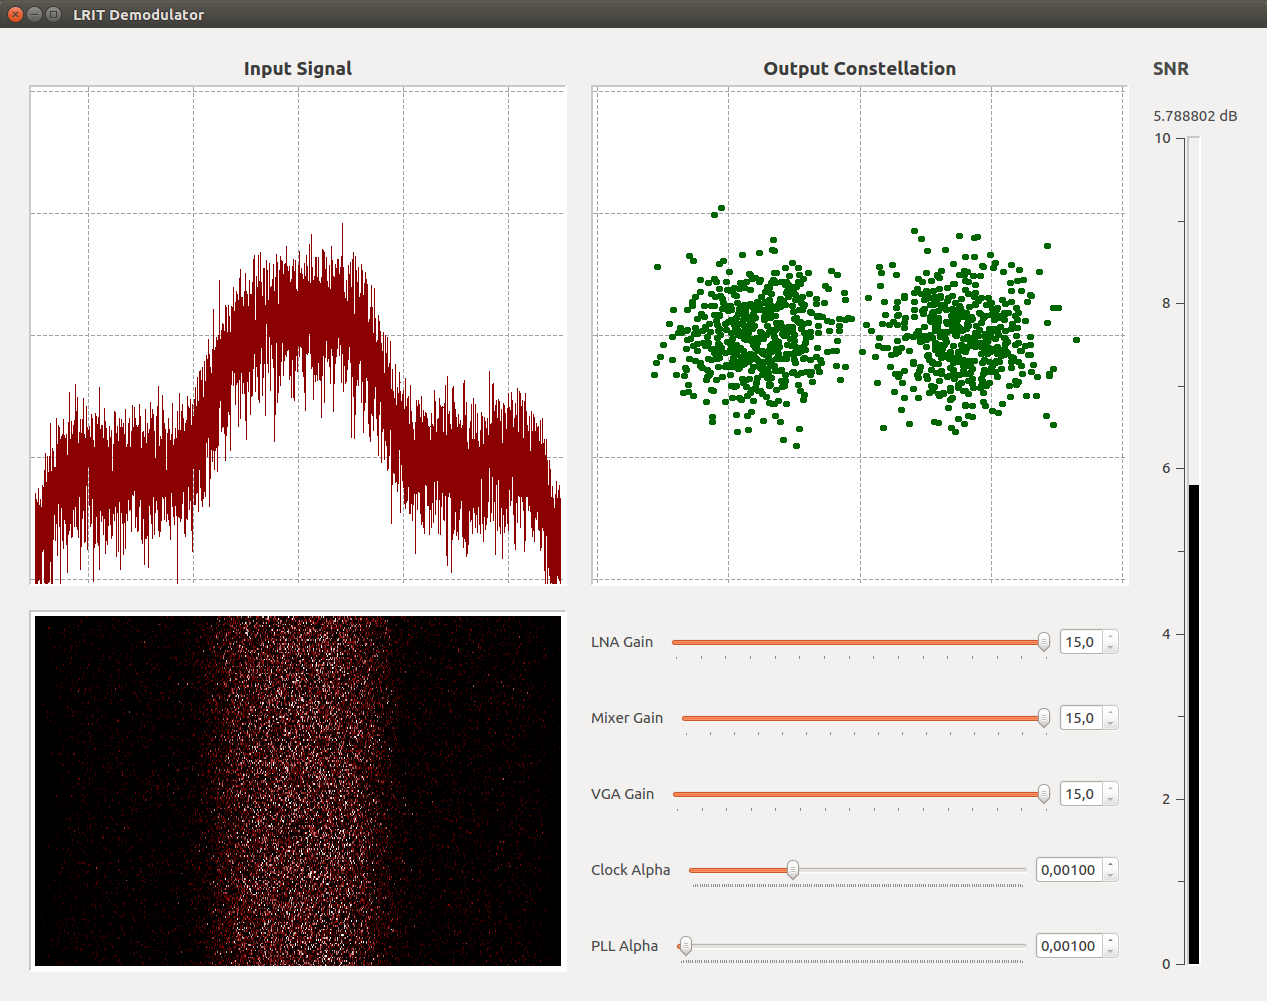 LRIT Demodulator
Input Signal
Output Constellation
SNR
5.788802 dB
10
8
6
4
2
0
LNA Gain
15,0
Mixer Gain
15,0
VGA Gain
15,0
Clock Alpha
0,00100
PLL Alpha
0,00100